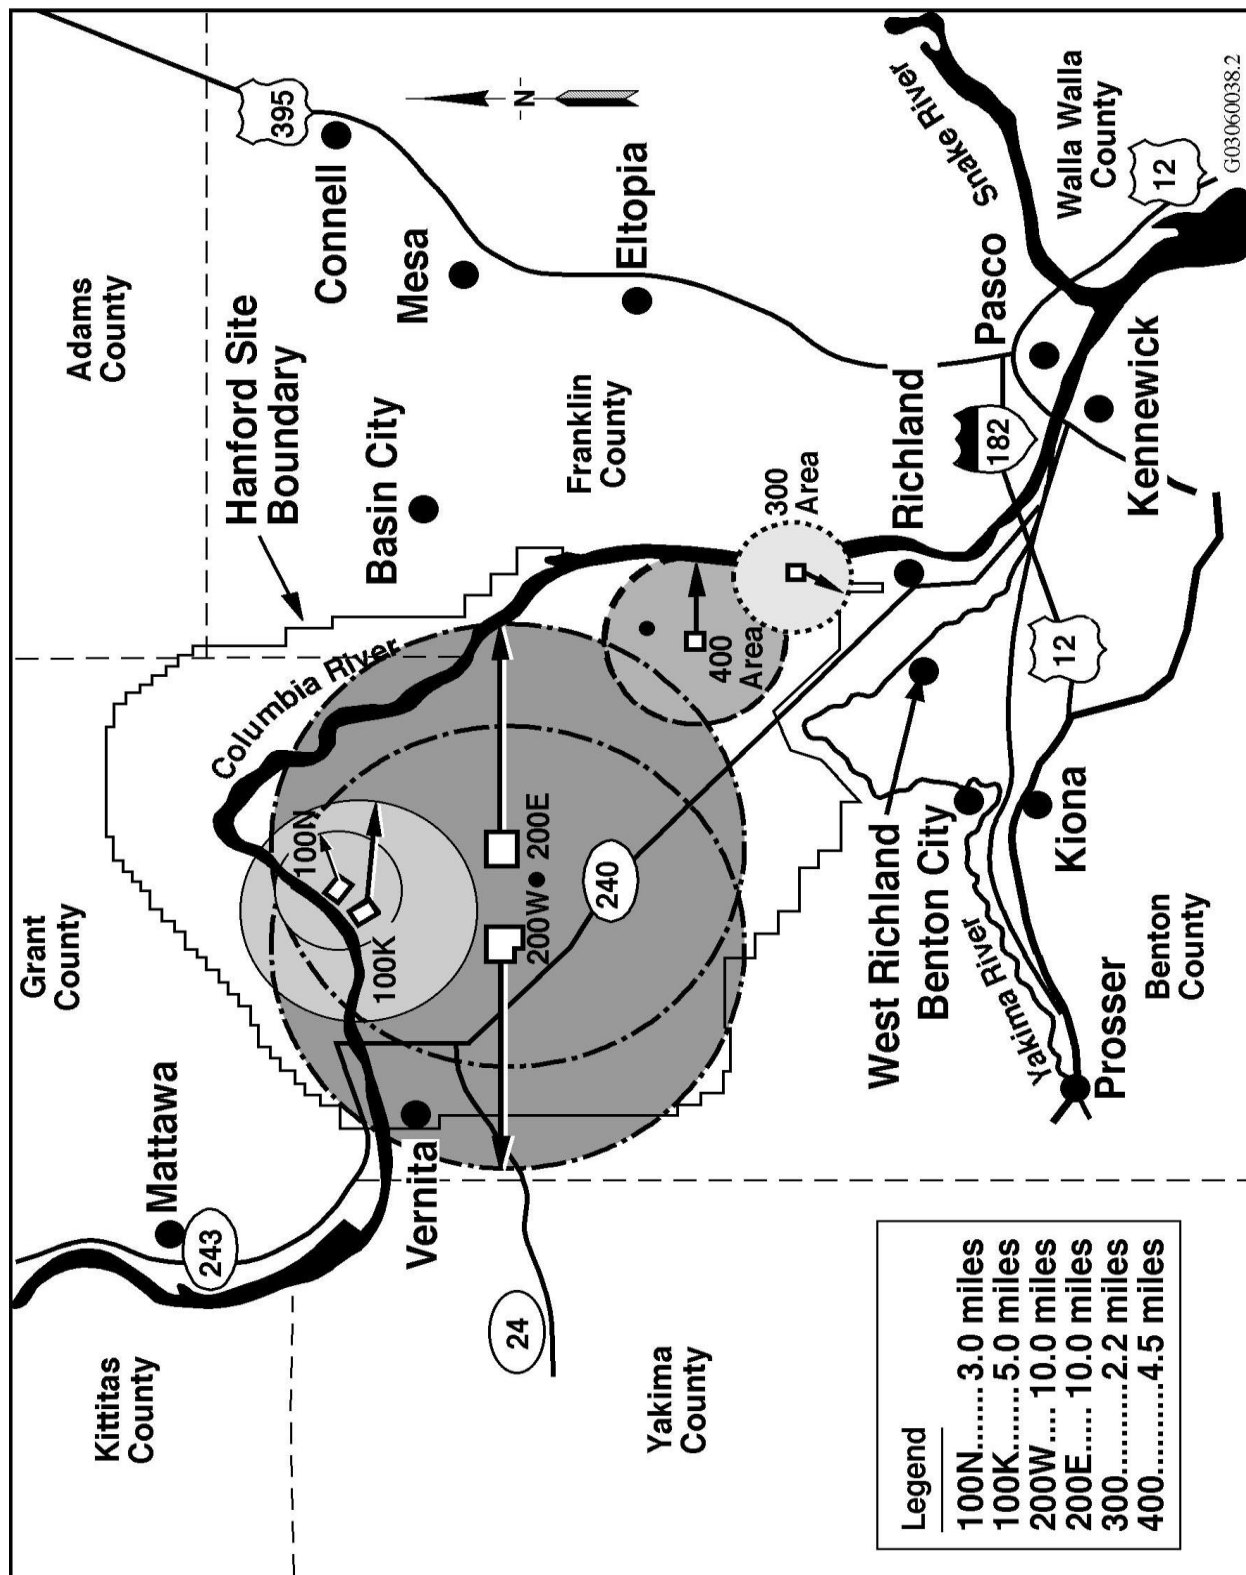 Kittitas
County
Grant
County
Adams
County
Mattawa
243
Columbia River
Hanford Site
Boundary
Connell
395
Vernita
100K
100N
Basin City
Mesa
-N-
24
200W
200E
Franklin
County
Eltopia
240
400
Area
300
Area
Yakima
County
Richland
West Richland
Benton City
Yakima River
Kiona
12
182
Pasco
Snake River
Kennewick
Walla Walla
County
12
Prosser
Benton
County
Legend
100N....... 3.0 miles
100K.......5.0 miles
200W.... 10.0 miles
200E..... 10.0 miles
300..........2.2 miles
400..........4.5 miles
G03060038.2